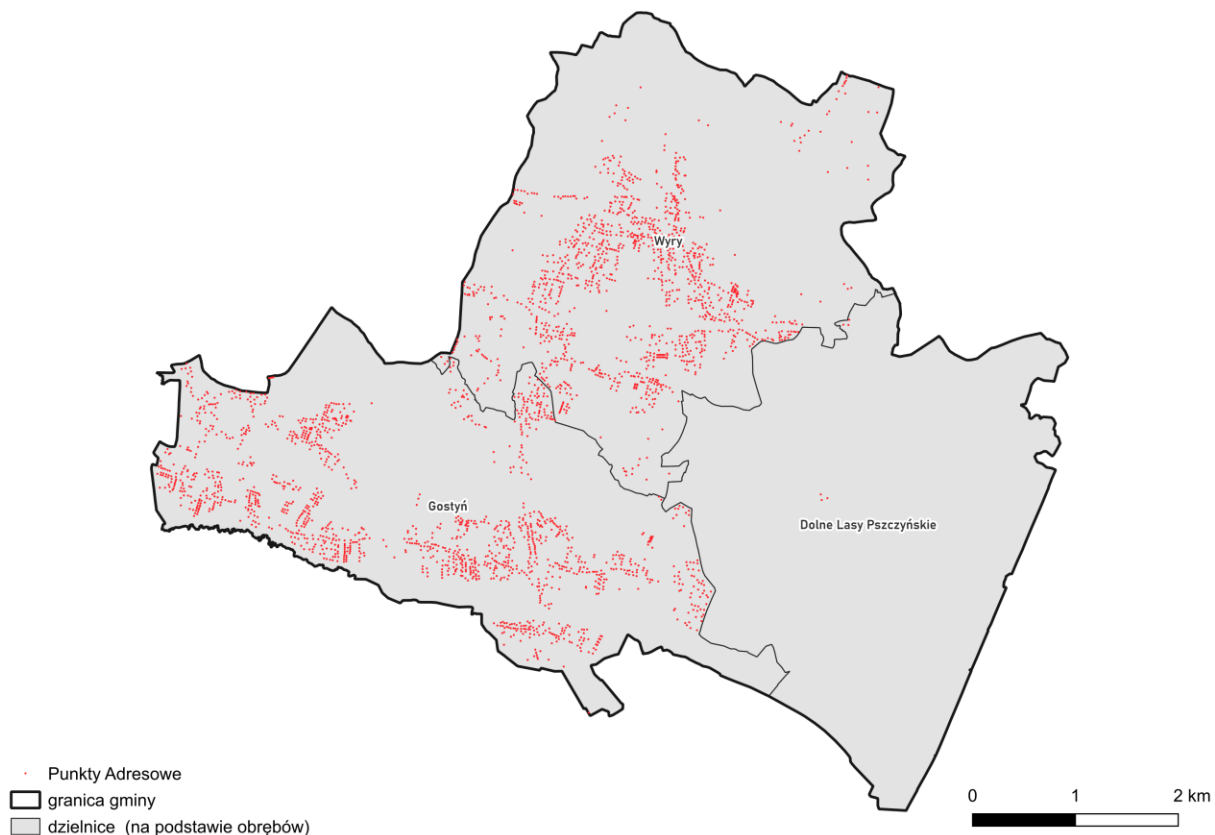 Wyry
Gostyń
Dolne Lasy Pszczyńskie
Punkty Adresowe
granica gminy
dzielnice (na podstawie obrębów)
0 1 2 km